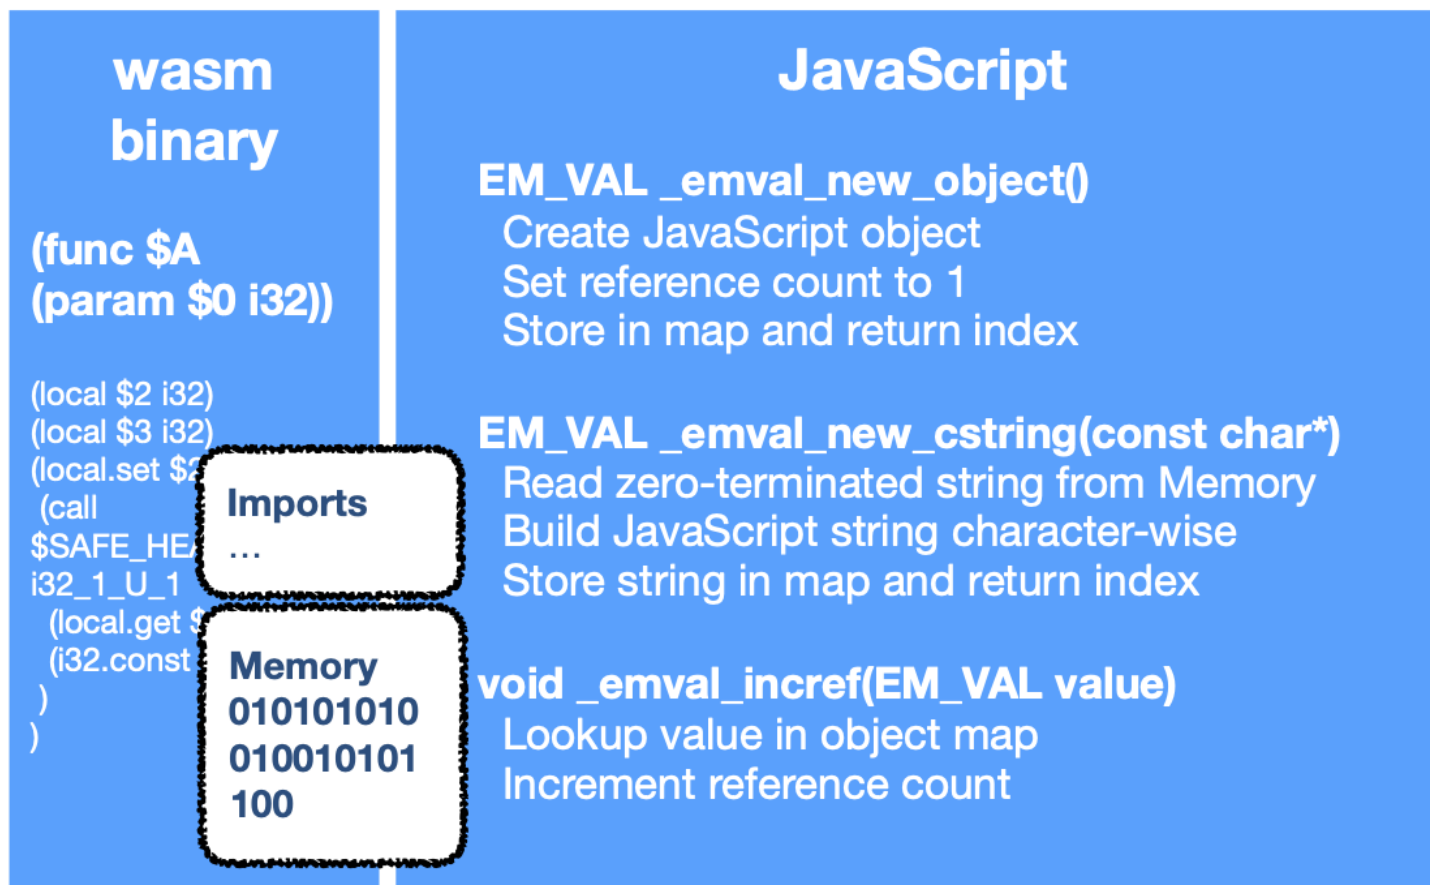 wasm
binary
(func $A
(param $0 i32))
(local $2 i32)
(local $3 i32)
(local.set $2
(call
$SAFE_HEA
i32_1_U_1
(local.get $
(i32.const
)
)
Imports
...
Memory
010101010
010010101
100
JavaScript
EM_VAL _emval_new_object()
Create JavaScript object
Set reference count to 1
Store in map and return index
EM_VAL _emval_new_cstring(const char*)
Read zero-terminated string from Memory
Build JavaScript string character-wise
Store string in map and return index
void _emval_incref(EM_VAL value)
Lookup value in object map
Increment reference count